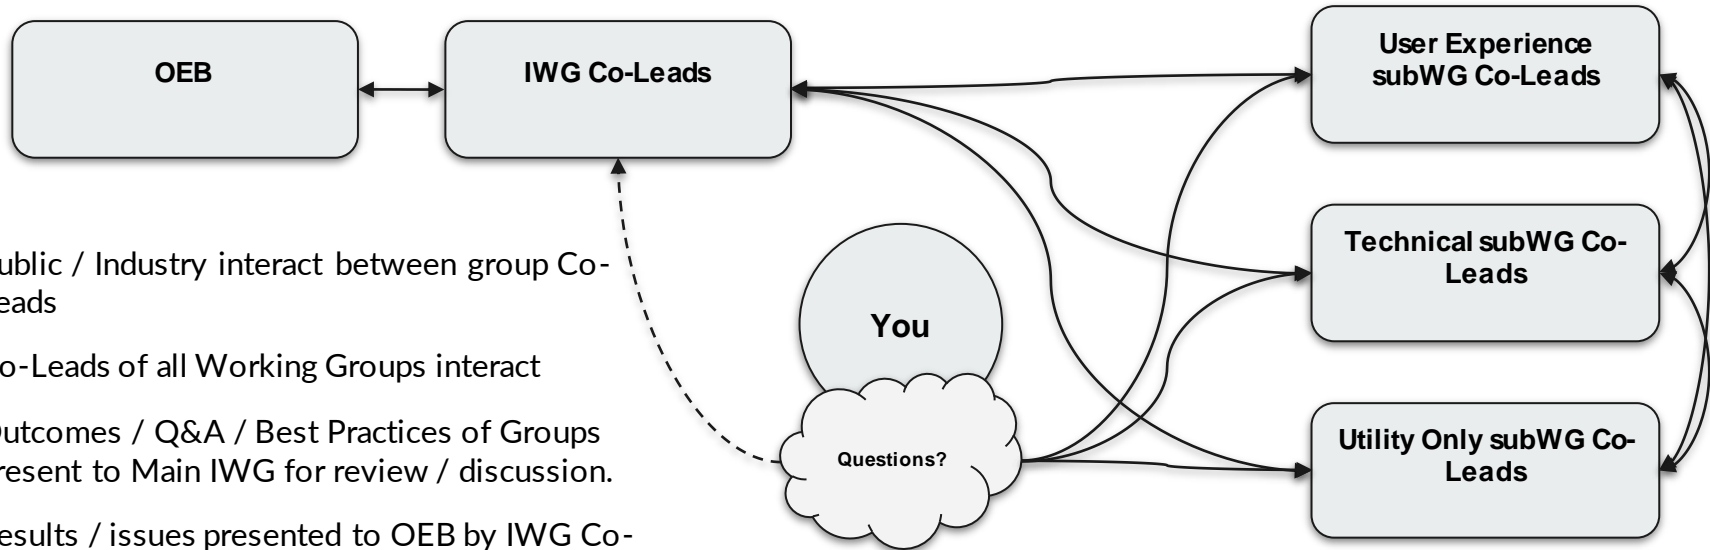 OEB
IWG Co-Leads
User Experience
subWG Co-Leads
Technical subWG Co-
Leads
Utility Only subWG Co-
Leads
You
Questions?
ublic / Industry interact between group Co-
eads
o-Leads of all Working Groups interact
utcomes / Q&A / Best Practices of Groups
resent to Main IWG for review / discussion.
esults / issues presented to OEB by IWG Co-